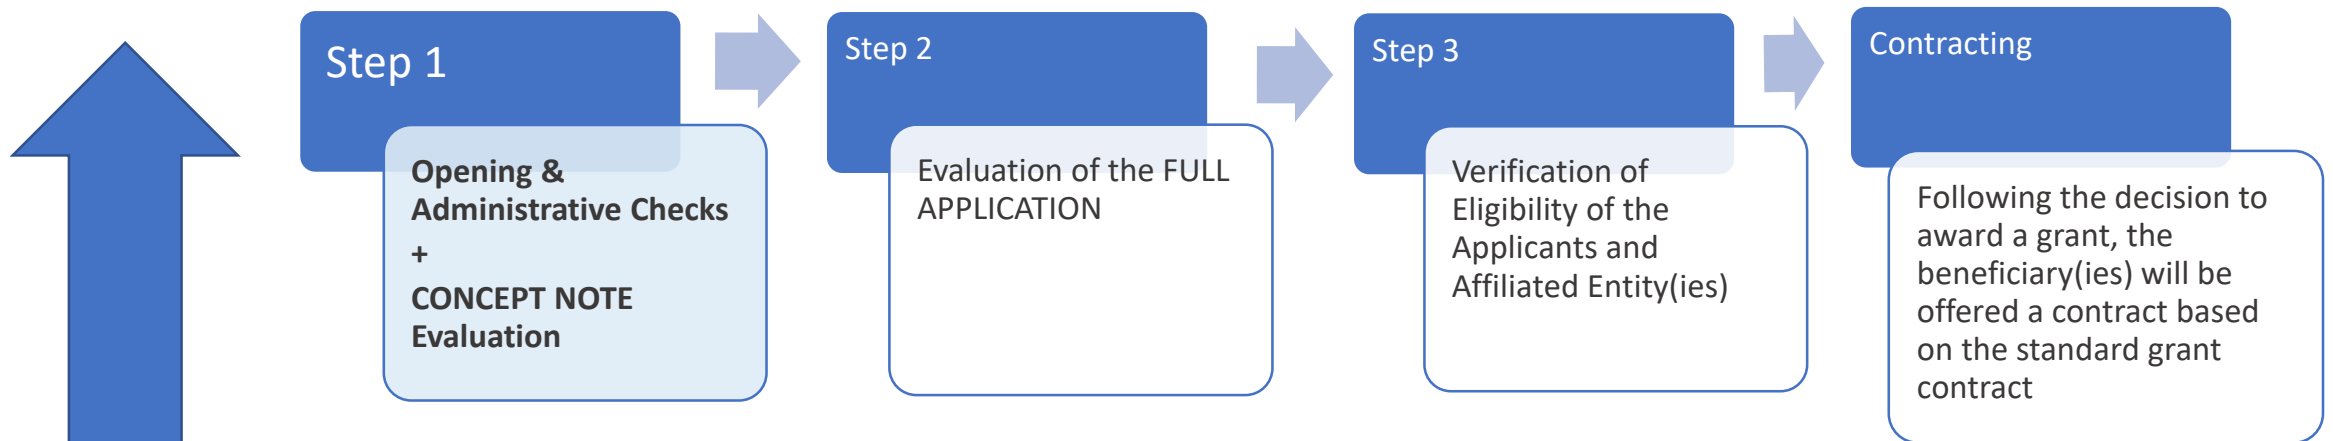 Step 1
Opening &
Administrative Checks
+
CONCEPT NOTE
Evaluation
Step 2
Evaluation of the FULL
APPLICATION
Step 3
Verification of
Eligibility of the
Applicants and
Affiliated Entity(ies)
Contracting
Following the decision to
award a grant, the
beneficiary(ies) will be
offered a contract based
on the standard grant
contract